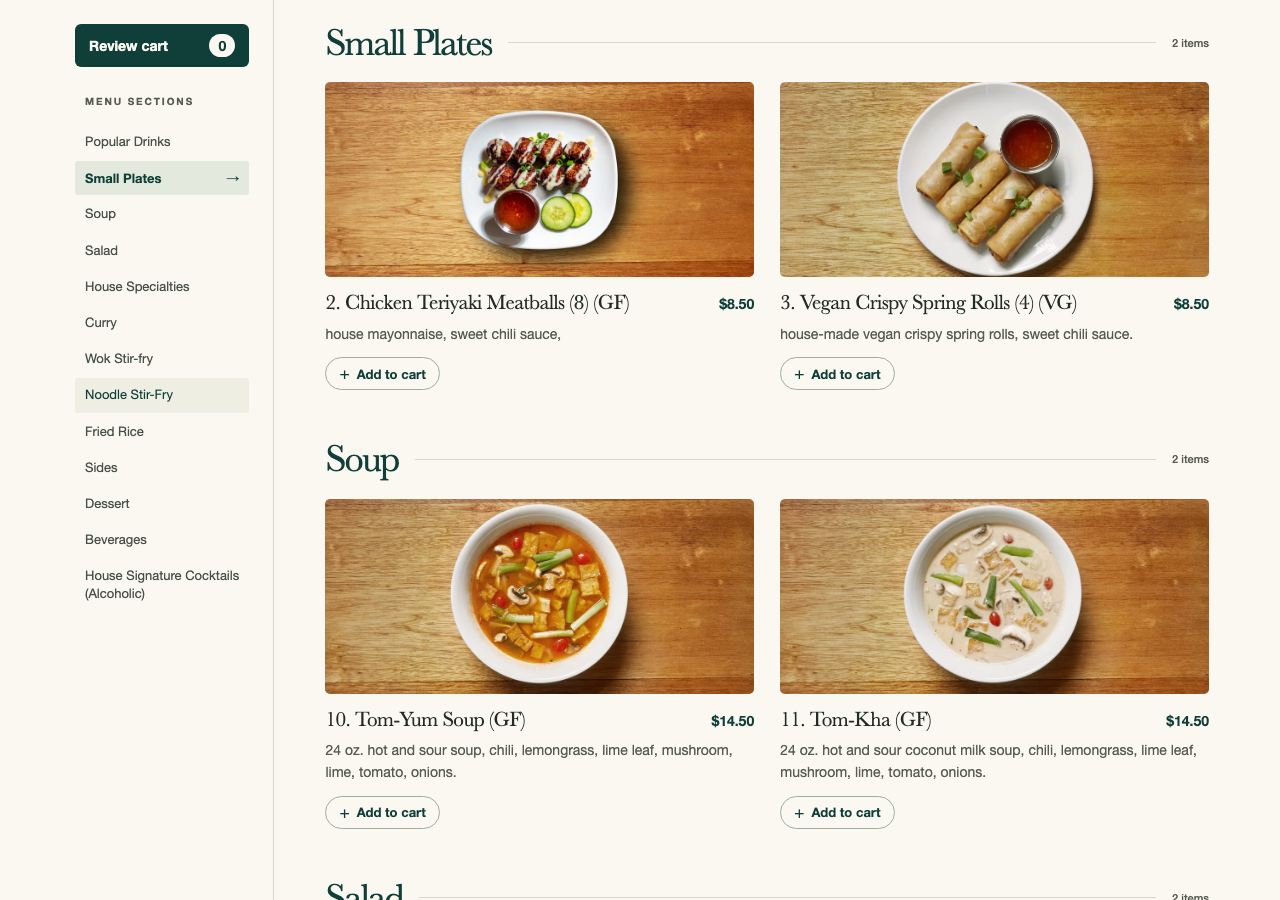 Review cart 0
MENU SECTIONS
Popular Drinks
Small Plates →
Soup
Salad
House Specialties
Curry
Wok Stir-fry
Noodle Stir-Fry
Fried Rice
Sides
Dessert
Beverages
House Signature Cocktails
(Alcoholic)
Small Plates 2 items
2. Chicken Teriyaki Meatballs (8) (GF) $8.50
house mayonnaise, sweet chili sauce,
+ Add to cart
3. Vegan Crispy Spring Rolls (4) (VG) $8.50
house-made vegan crispy spring rolls, sweet chili sauce.
+ Add to cart
Soup 2 items
10. Tom-Yum Soup (GF) $14.50
24 oz. hot and sour soup, chili, lemongrass, lime leaf, mushroom,
lime, tomato, onions.
+ Add to cart
11. Tom-Kha (GF) $14.50
24 oz. hot and sour coconut milk soup, chili, lemongrass, lime leaf,
mushroom, lime, tomato, onions.
+ Add to cart
Salad 2 items